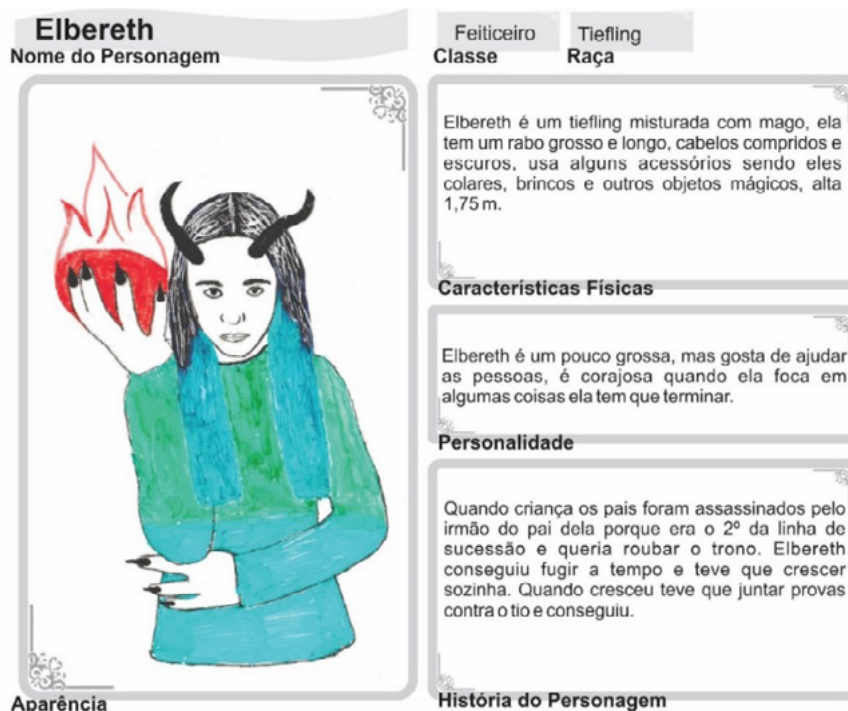 Elbereth
Nome do Personagem
Feiticeiro
Classe
Tiefling
Raça
Elbereth é um tiefling misturada com mago, ela
tem um rabo grosso e longo, cabelos compridos e
escuros, usa alguns acessórios sendo eles
colares, brincos e outros objetos mágicos, alta
1,75 m.
Características Físicas
Elbereth é um pouco grossa, mas gosta de ajudar
as pessoas, é corajosa quando ela foca em
algumas coisas ela tem que terminar.
Personalidade
Quando criança os pais foram assassinados pelo
irmão do pai dela porque era o 2º da linha de
sucessão e queria roubar o trono. Elbereth
conseguiu fugir a tempo e teve que crescer
sozinha. Quando cresceu teve que juntar provas
contra o tio e conseguiu.
História do Personagem
Aparência